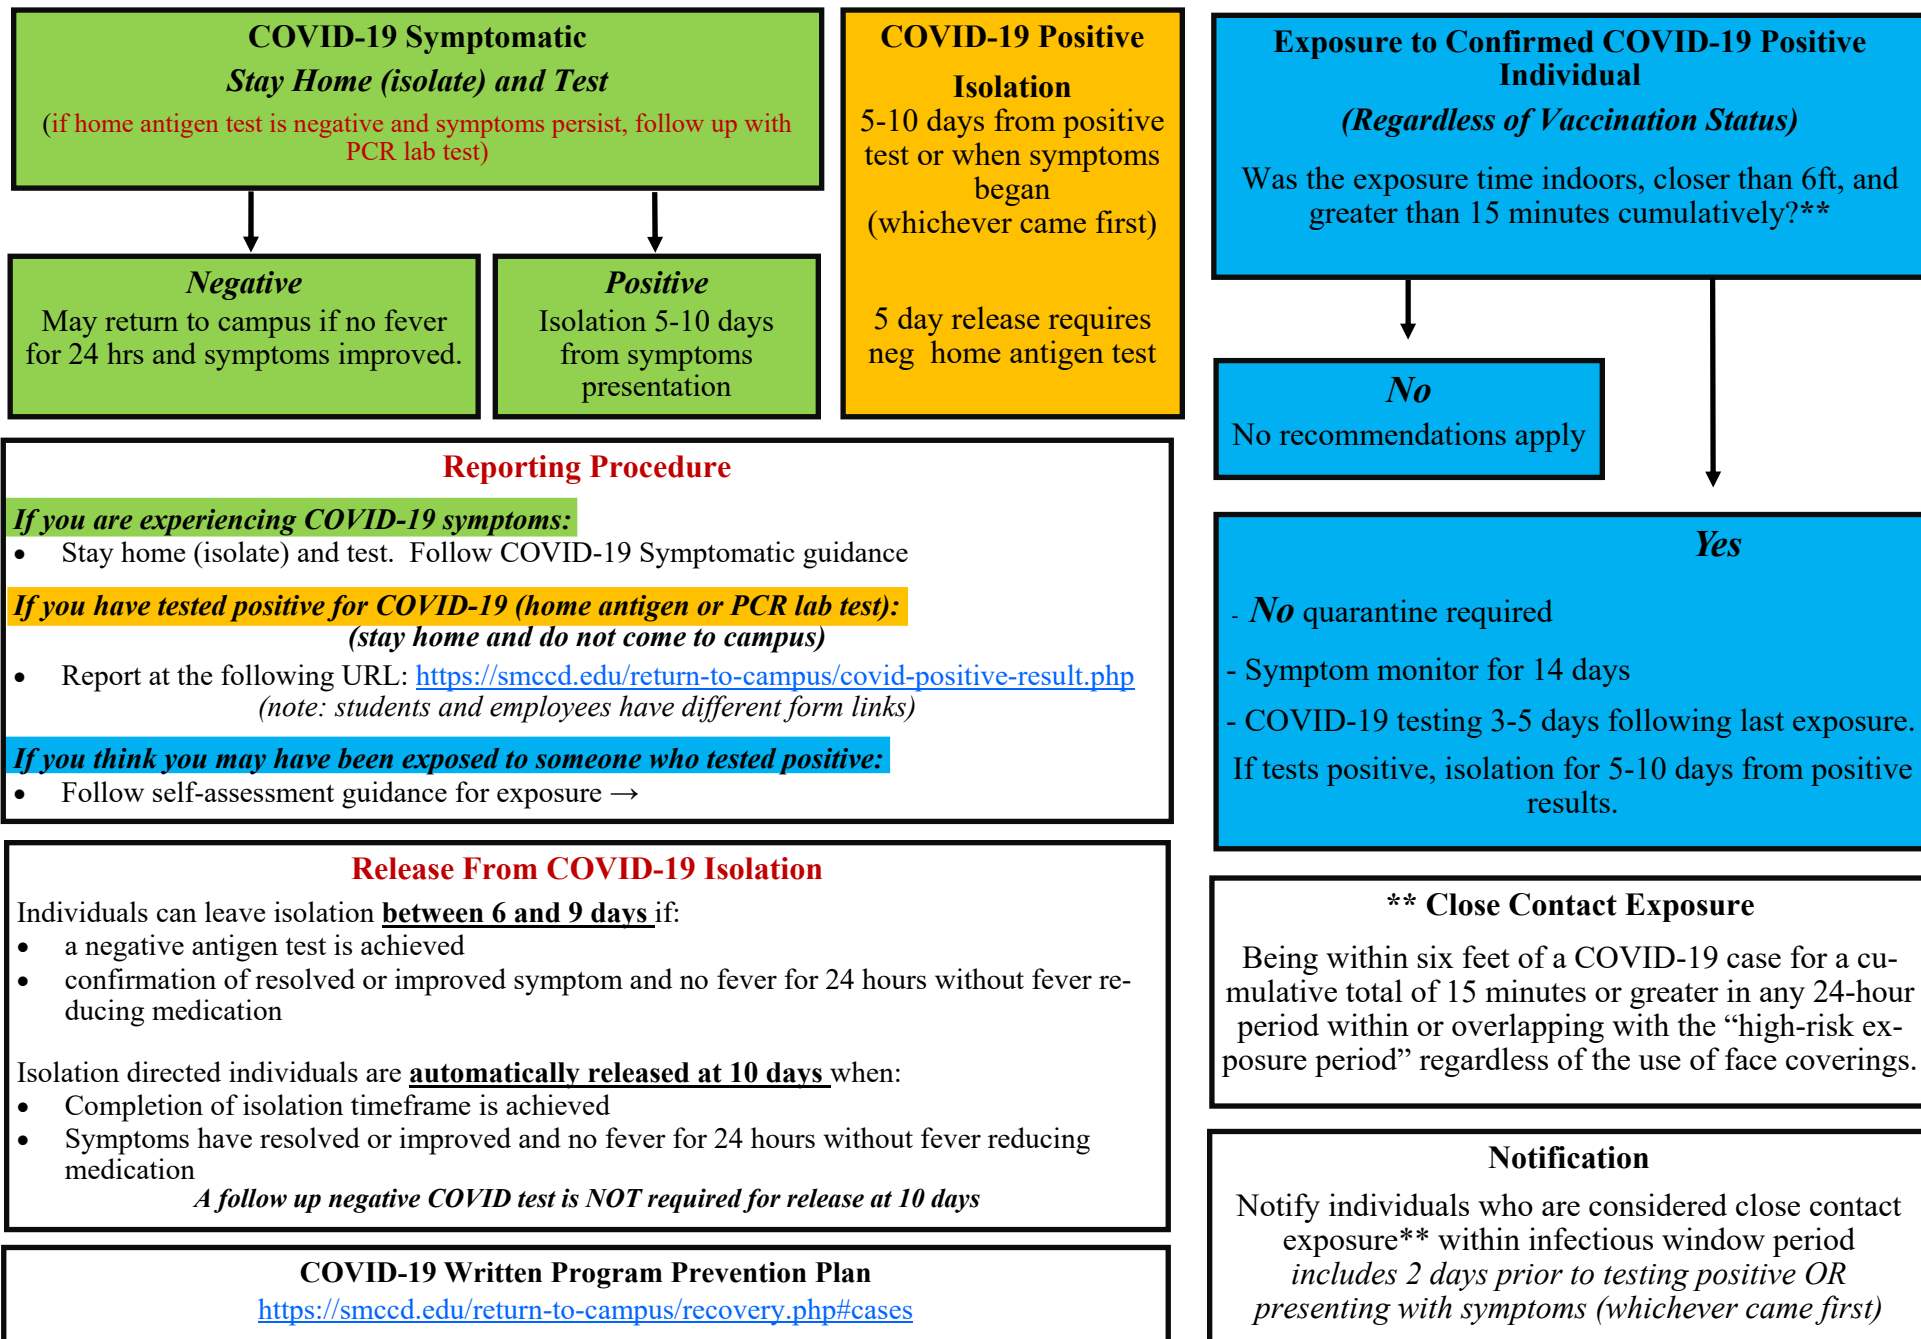 COVID-19 Symptomatic
Stay Home (isolate) and Test
(if home antigen test is negative and symptoms persist, follow up with
PCR lab test)
Negative
May return to campus if no fever
for 24 hrs and symptoms improved.
Positive
Isolation 5-10 days
from symptoms
presentation
COVID-19 Positive
Isolation
5-10 days from positive
test or when symptoms
began
(whichever came first)
5 day release requires
neg home antigen test
Exposure to Confirmed COVID-19 Positive
Individual
(Regardless of Vaccination Status)
Was the exposure time indoors, closer than 6ft, and
greater than 15 minutes cumulatively?**
No
No recommendations apply
Yes
- No quarantine required
- Symptom monitor for 14 days
- COVID-19 testing 3-5 days following last exposure.
If tests positive, isolation for 5-10 days from positive
results.
Reporting Procedure
If you are experiencing COVID-19 symptoms:
• Stay home (isolate) and test. Follow COVID-19 Symptomatic guidance
If you have tested positive for COVID-19 (home antigen or PCR lab test):
(stay home and do not come to campus)
• Report at the following URL: https://smccd.edu/return-to-campus/covid-positive-result.php
(note: students and employees have different form links)
If you think you may have been exposed to someone who tested positive:
• Follow self-assessment guidance for exposure →
Release From COVID-19 Isolation
Individuals can leave isolation between 6 and 9 days if:
• a negative antigen test is achieved
• confirmation of resolved or improved symptom and no fever for 24 hours without fever re-
ducing medication
Isolation directed individuals are automatically released at 10 days when:
• Completion of isolation timeframe is achieved
• Symptoms have resolved or improved and no fever for 24 hours without fever reducing
medication
A follow up negative COVID test is NOT required for release at 10 days
COVID-19 Written Program Prevention Plan
https://smccd.edu/return-to-campus/recovery.php#cases
** Close Contact Exposure
Being within six feet of a COVID-19 case for a cu-
mulative total of 15 minutes or greater in any 24-hour
period within or overlapping with the “high-risk ex-
posure period” regardless of the use of face coverings.
Notification
Notify individuals who are considered close contact
exposure** within infectious window period
includes 2 days prior to testing positive OR
presenting with symptoms (whichever came first)